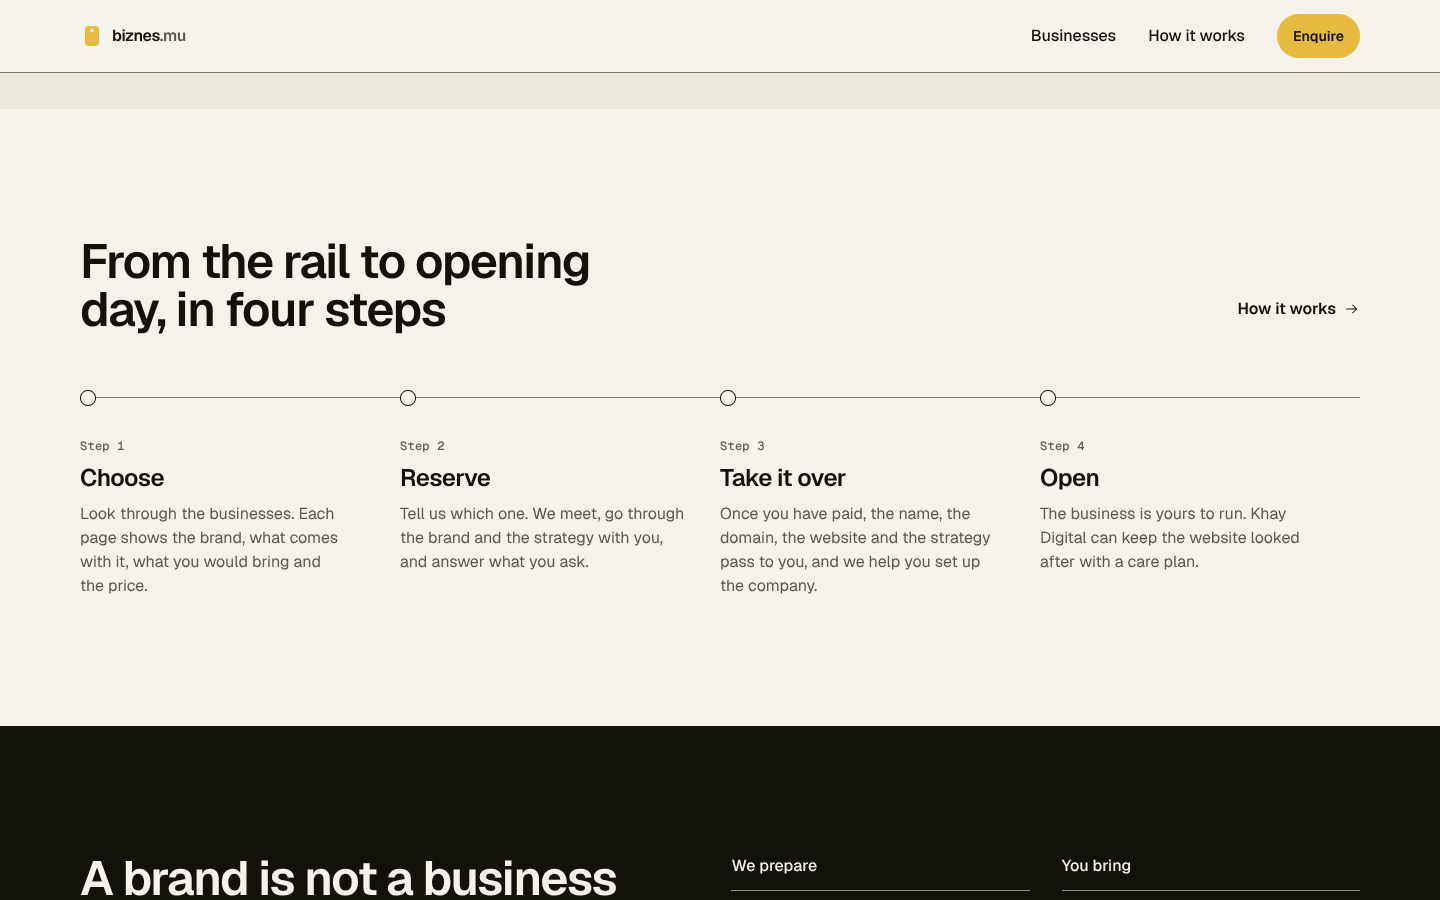 biznes.mu
Businesses
How it works
Enquire
From the rail to opening
day, in four steps
How it works →
Step 1
Choose
Look through the businesses. Each
page shows the brand, what comes
with it, what you would bring and
the price.
Step 2
Reserve
Tell us which one. We meet, go through
the brand and the strategy with you,
and answer what you ask.
Step 3
Take it over
Once you have paid, the name, the
domain, the website and the strategy
pass to you, and we help you set up
the company.
Step 4
Open
The business is yours to run. Khay
Digital can keep the website looked
after with a care plan.
A brand is not a business
We prepare
You bring